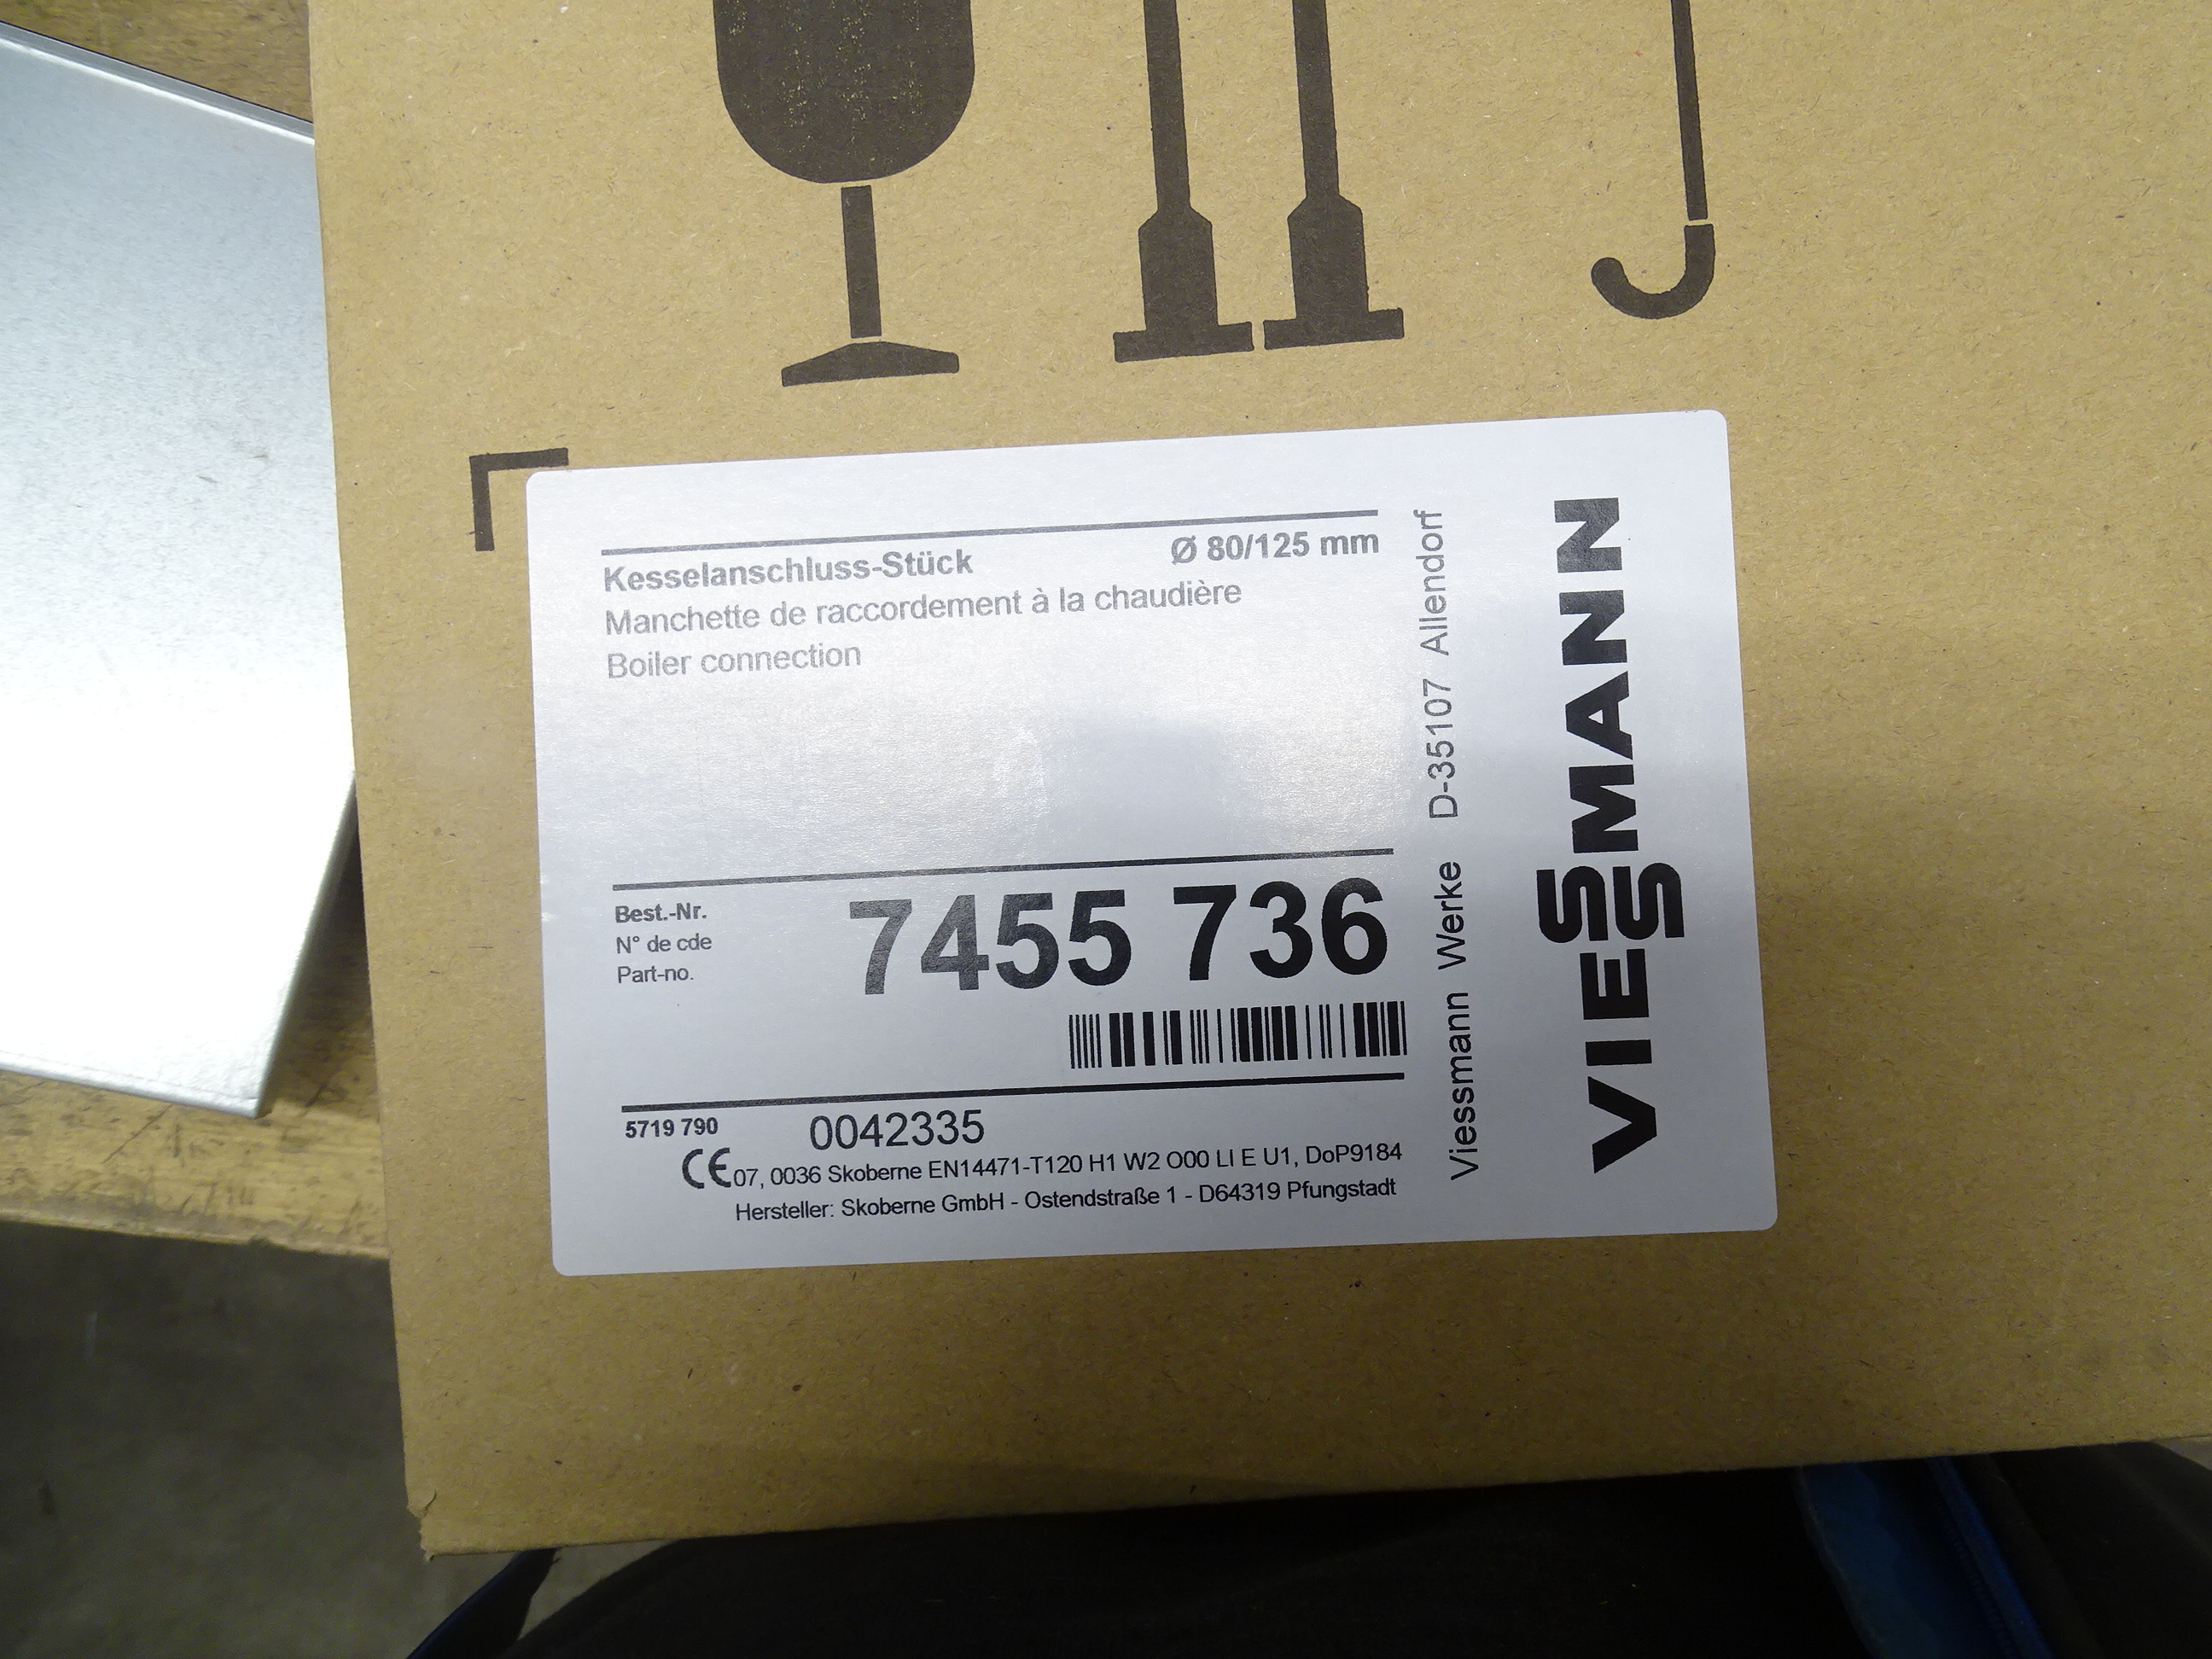 Kesselanschluss-Stück Ø 80/125 mm
Manchette de raccordement à la chaudière
Boiler connection
Best.-Nr.
N° de cde
Part-no.
7455 736
5719 790 0042335
CE 07, 0036 Skoberne EN14471-T120 H1 W2 O00 LI E U1, DoP9184
Hersteller: Skoberne GmbH - Ostendstraße 1 - D64319 Pfungstadt
Viessmann Werke D-35107 Allendorf
VIESSMANN